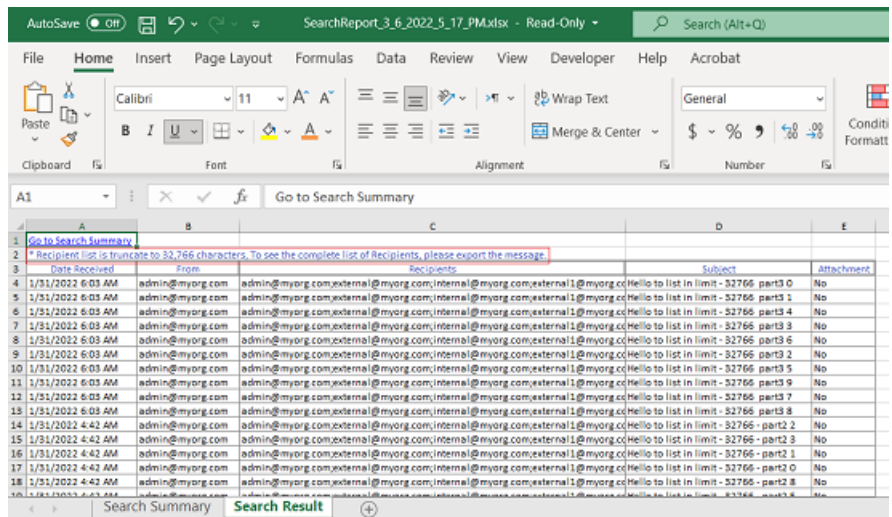 AutoSave Off SearchReport_3_6_2022_5_17_PM.xlsx - Read-Only Search (Alt+Q)
File Home Insert Page Layout Formulas Data Review View Developer Help Acrobat
Calibri 11 Wrap Text General
Paste B I U Merge & Center $ % Conditi
Formatt
Clipboard Font Alignment Number
A1 fx Go to Search Summary
A B C D E
1 Go to Search Summary
2 * Recipient list is truncate to 32,766 characters, To see the complete list of Recipients, please export the message.
3 Date Received From Recipients Subject Attachment
4 1/31/2022 6:03 AM admin@myorg.com admin@myorg.com;external@myorg.com;internal@myorg.com;external1@myorg.co Hello to list in limit - 32766 part3 0 No
5 1/31/2022 6:03 AM admin@myorg.com admin@myorg.com;external@myorg.com;internal@myorg.com;external1@myorg.co Hello to list in limit - 32766 part3 1 No
6 1/31/2022 6:03 AM admin@myorg.com admin@myorg.com;external@myorg.com;internal@myorg.com;external1@myorg.co Hello to list in limit - 32766 part3 4 No
7 1/31/2022 6:03 AM admin@myorg.com admin@myorg.com;external@myorg.com;internal@myorg.com;external1@myorg.co Hello to list in limit - 32766 part3 3 No
8 1/31/2022 6:03 AM admin@myorg.com admin@myorg.com;external@myorg.com;internal@myorg.com;external1@myorg.co Hello to list in limit - 32766 part3 6 No
9 1/31/2022 6:03 AM admin@myorg.com admin@myorg.com;external@myorg.com;internal@myorg.com;external1@myorg.co Hello to list in limit - 32766 part3 2 No
10 1/31/2022 6:03 AM admin@myorg.com admin@myorg.com;external@myorg.com;internal@myorg.com;external1@myorg.co Hello to list in limit - 32766 part3 5 No
11 1/31/2022 6:03 AM admin@myorg.com admin@myorg.com;external@myorg.com;internal@myorg.com;external1@myorg.co Hello to list in limit - 32766 part3 9 No
12 1/31/2022 6:03 AM admin@myorg.com admin@myorg.com;external@myorg.com;internal@myorg.com;external1@myorg.co Hello to list in limit - 32766 part3 7 No
13 1/31/2022 6:03 AM admin@myorg.com admin@myorg.com;external@myorg.com;internal@myorg.com;external1@myorg.co Hello to list in limit - 32766 part3 8 No
14 1/31/2022 4:42 AM admin@myorg.com admin@myorg.com;external@myorg.com;internal@myorg.com;external1@myorg.co Hello to list in limit - 32766 - part2 2 No
15 1/31/2022 4:42 AM admin@myorg.com admin@myorg.com;external@myorg.com;internal@myorg.com;external1@myorg.co Hello to list in limit - 32766 - part2 3 No
16 1/31/2022 4:42 AM admin@myorg.com admin@myorg.com;external@myorg.com;internal@myorg.com;external1@myorg.co Hello to list in limit - 32766 - part2 1 No
17 1/31/2022 4:42 AM admin@myorg.com admin@myorg.com;external@myorg.com;internal@myorg.com;external1@myorg.co Hello to list in limit - 32766 - part2 0 No
18 1/31/2022 4:42 AM admin@myorg.com admin@myorg.com;external@myorg.com;internal@myorg.com;external1@myorg.co Hello to list in limit - 32766 - part2 8 No
Search Summary Search Result